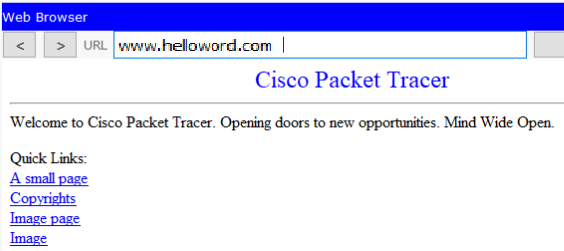 Web Browser
< > URL www.helloword.com
Cisco Packet Tracer
Welcome to Cisco Packet Tracer. Opening doors to new opportunities. Mind Wide Open.
Quick Links:
A small page
Copyrights
Image page
Image